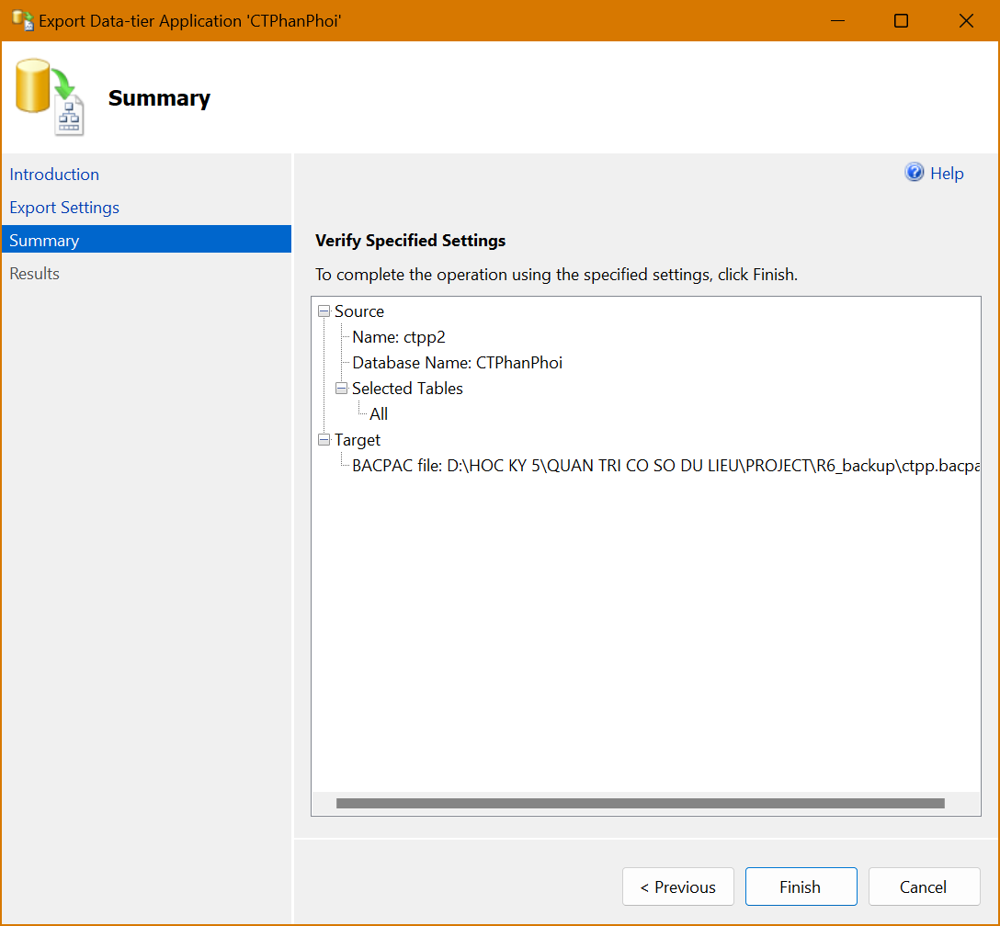 Export Data-tier Application 'CTPhanPhoi'
Summary
Introduction
Export Settings
Summary
Results
Help
Verify Specified Settings
To complete the operation using the specified settings, click Finish.
Source
Name: ctpp2
Database Name: CTPhanPhoi
Selected Tables
All
Target
BACPAC file: D:\HOC KY 5\QUAN TRI CO SO DU LIEU\PROJECT\R6_backup\ctpp.bacpa
< Previous
Finish
Cancel